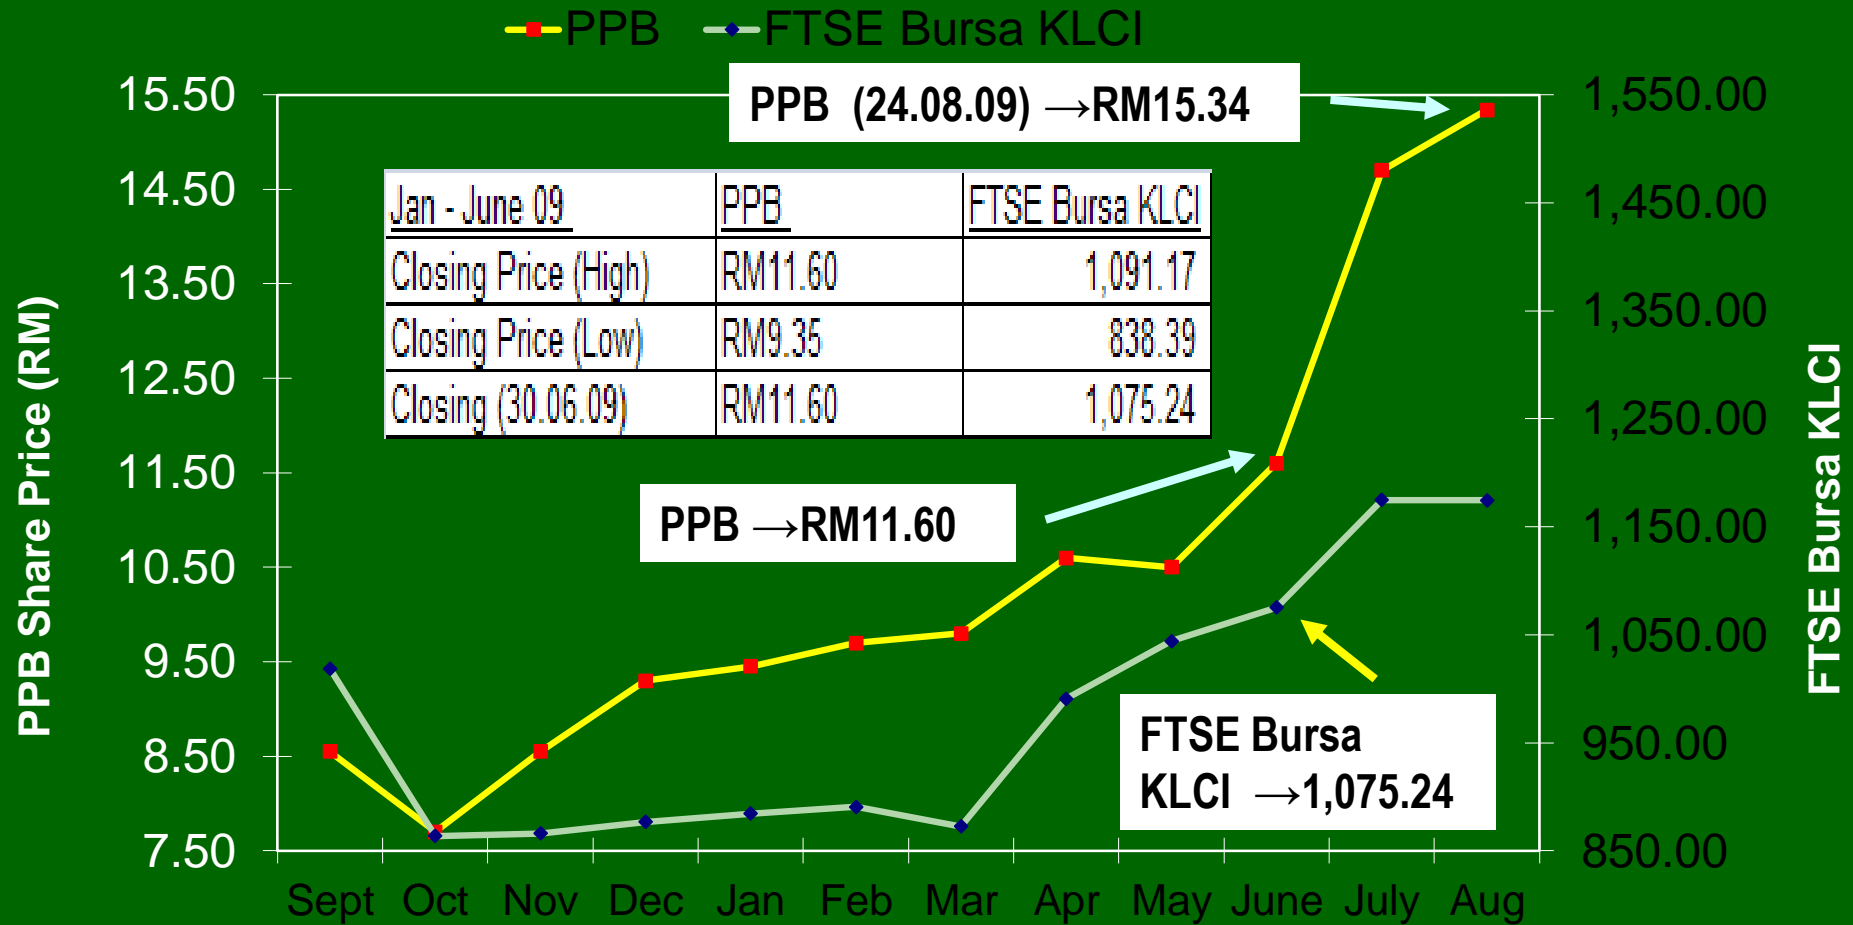 PPB FTSE Bursa KLCI
PPB (24.08.09) →RM15.34
15.50
14.50
13.50
12.50
11.50
10.50
9.50
8.50
7.50
PPB Share Price (RM)
Jan - June 09 PPB FTSE Bursa KLCI
Closing Price (High) RM11.60 1,091.17
Closing Price (Low) RM9.35 838.39
Closing (30.06.09) RM11.60 1,075.24
PPB →RM11.60
FTSE Bursa
KLCI →1,075.24
1,550.00
1,450.00
1,350.00
1,250.00
1,150.00
1,050.00
950.00
850.00
FTSE Bursa KLCI
Sept Oct Nov Dec Jan Feb Mar Apr May June July Aug